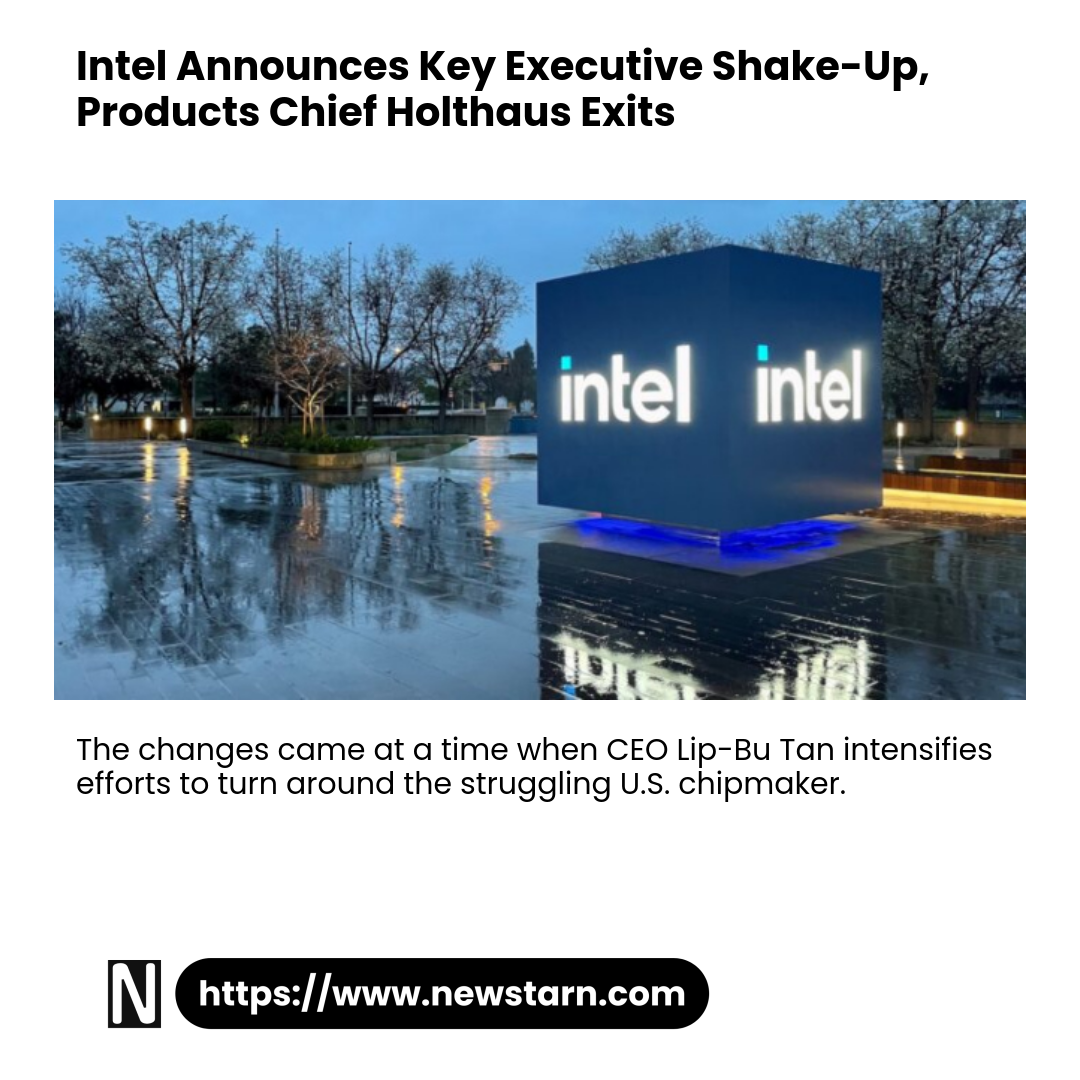 Intel Announces Key Executive Shake-Up,
Products Chief Holthaus Exits
intel intel
The changes came at a time when CEO Lip-Bu Tan intensifies
efforts to turn around the struggling U.S. chipmaker.
N https://www.newstarn.com